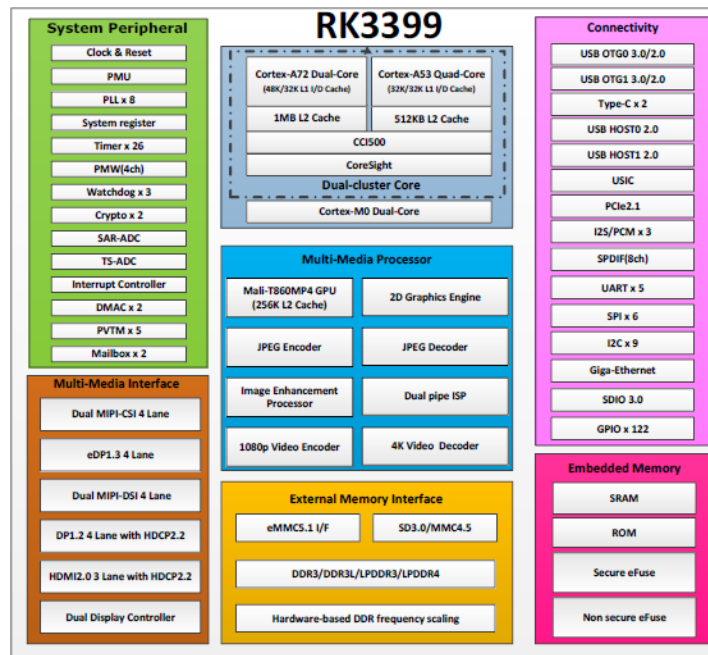 RK3399
System Peripheral
Clock & Reset
PMU
PLL x 8
System register
Timer x 26
PMW(4ch)
Watchdog x 3
Crypto x 2
SAR-ADC
TS-ADC
Interrupt Controller
DMAC x 2
PVTM x 5
Mailbox x 2
Multi-Media Interface
Dual MIPI-CSI 4 Lane
eDP1.3 4 Lane
Dual MIPI-DSI 4 Lane
DP1.2 4 Lane with HDCP2.2
HDMI2.0 3 Lane with HDCP2.2
Dual Display Controller
Cortex-A72 Dual-Core
(48K/32K L1 I/D Cache)
Cortex-A53 Quad-Core
(32K/32K L1 I/D Cache)
1MB L2 Cache
512KB L2 Cache
CCI500
CoreSight
Dual-cluster Core
Cortex-M0 Dual-Core
Multi-Media Processor
Mali-T860MP4 GPU
(256K L2 Cache)
2D Graphics Engine
JPEG Encoder
JPEG Decoder
Image Enhancement
Processor
Dual pipe ISP
1080p Video Encoder
4K Video Decoder
External Memory Interface
eMMC5.1 I/F
SD3.0/MMC4.5
DDR3/DDR3L/LPDDR3/LPDDR4
Hardware-based DDR frequency scaling
Connectivity
USB OTG0 3.0/2.0
USB OTG1 3.0/2.0
Type-C x 2
USB HOST0 2.0
USB HOST1 2.0
USIC
PCIe2.1
I2S/PCM x 3
SPDIF(8ch)
UART x 5
SPI x 6
I2C x 9
Giga-Ethernet
SDIO 3.0
GPIO x 122
Embedded Memory
SRAM
ROM
Secure eFuse
Non secure eFuse